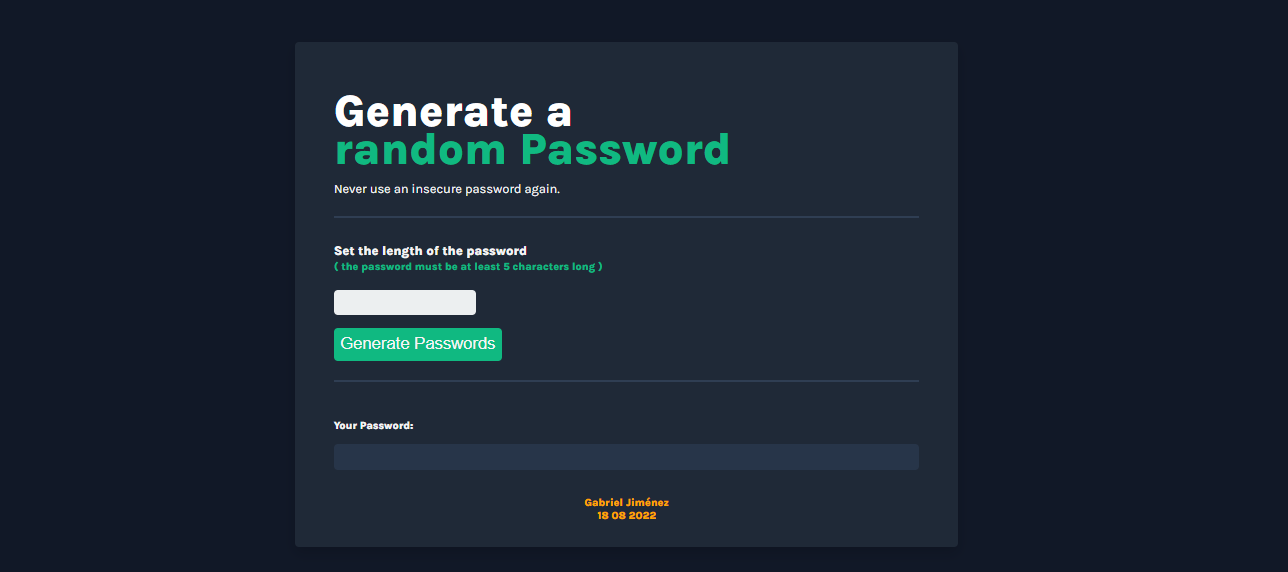 Generate a
random Password
Never use an insecure password again.
Set the length of the password
( the password must be at least 5 characters long )
Generate Passwords
Your Password:
Gabriel Jiménez
18 08 2022